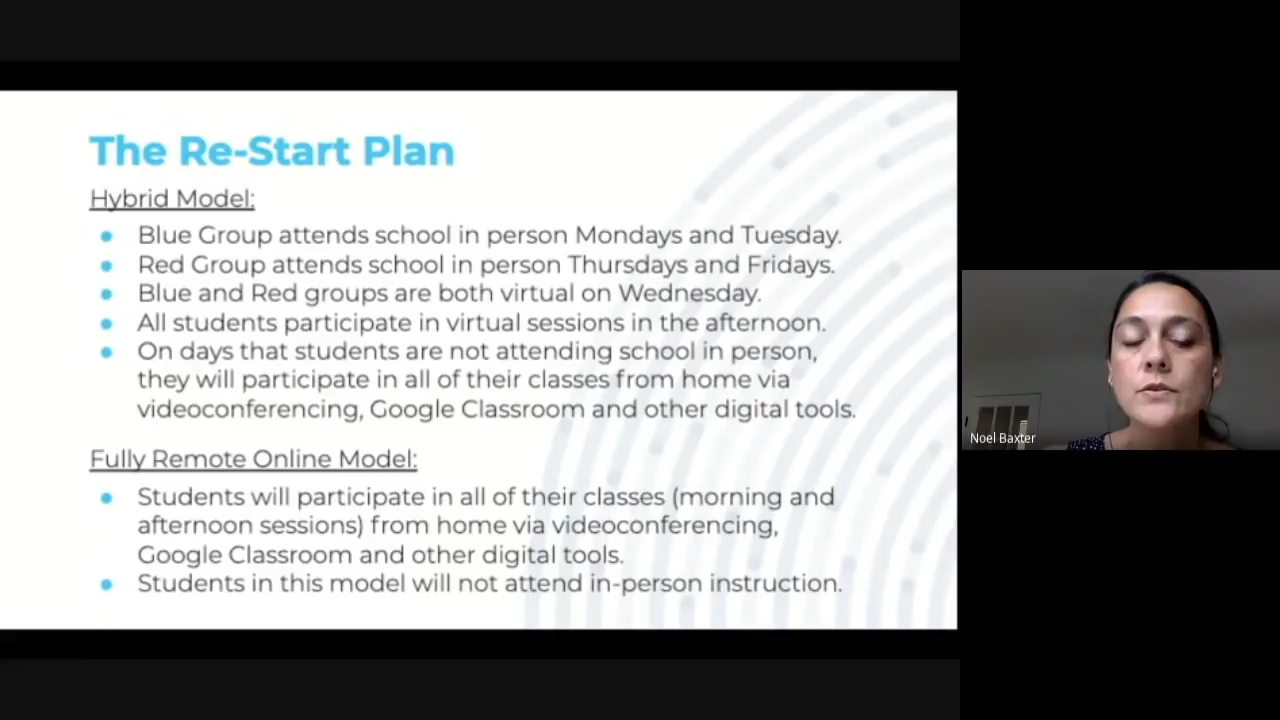 The Re-Start Plan
Hybrid Model:
Blue Group attends school in person Mondays and Tuesday.
Red Group attends school in person Thursdays and Fridays.
Blue and Red groups are both virtual on Wednesday.
All students participate in virtual sessions in the afternoon.
On days that students are not attending school in person,
they will participate in all of their classes from home via
videoconferencing, Google Classroom and other digital tools.
Fully Remote Online Model:
Students will participate in all of their classes (morning and
afternoon sessions) from home via videoconferencing,
Google Classroom and other digital tools.
Students in this model will not attend in-person instruction.
Noel Baxter